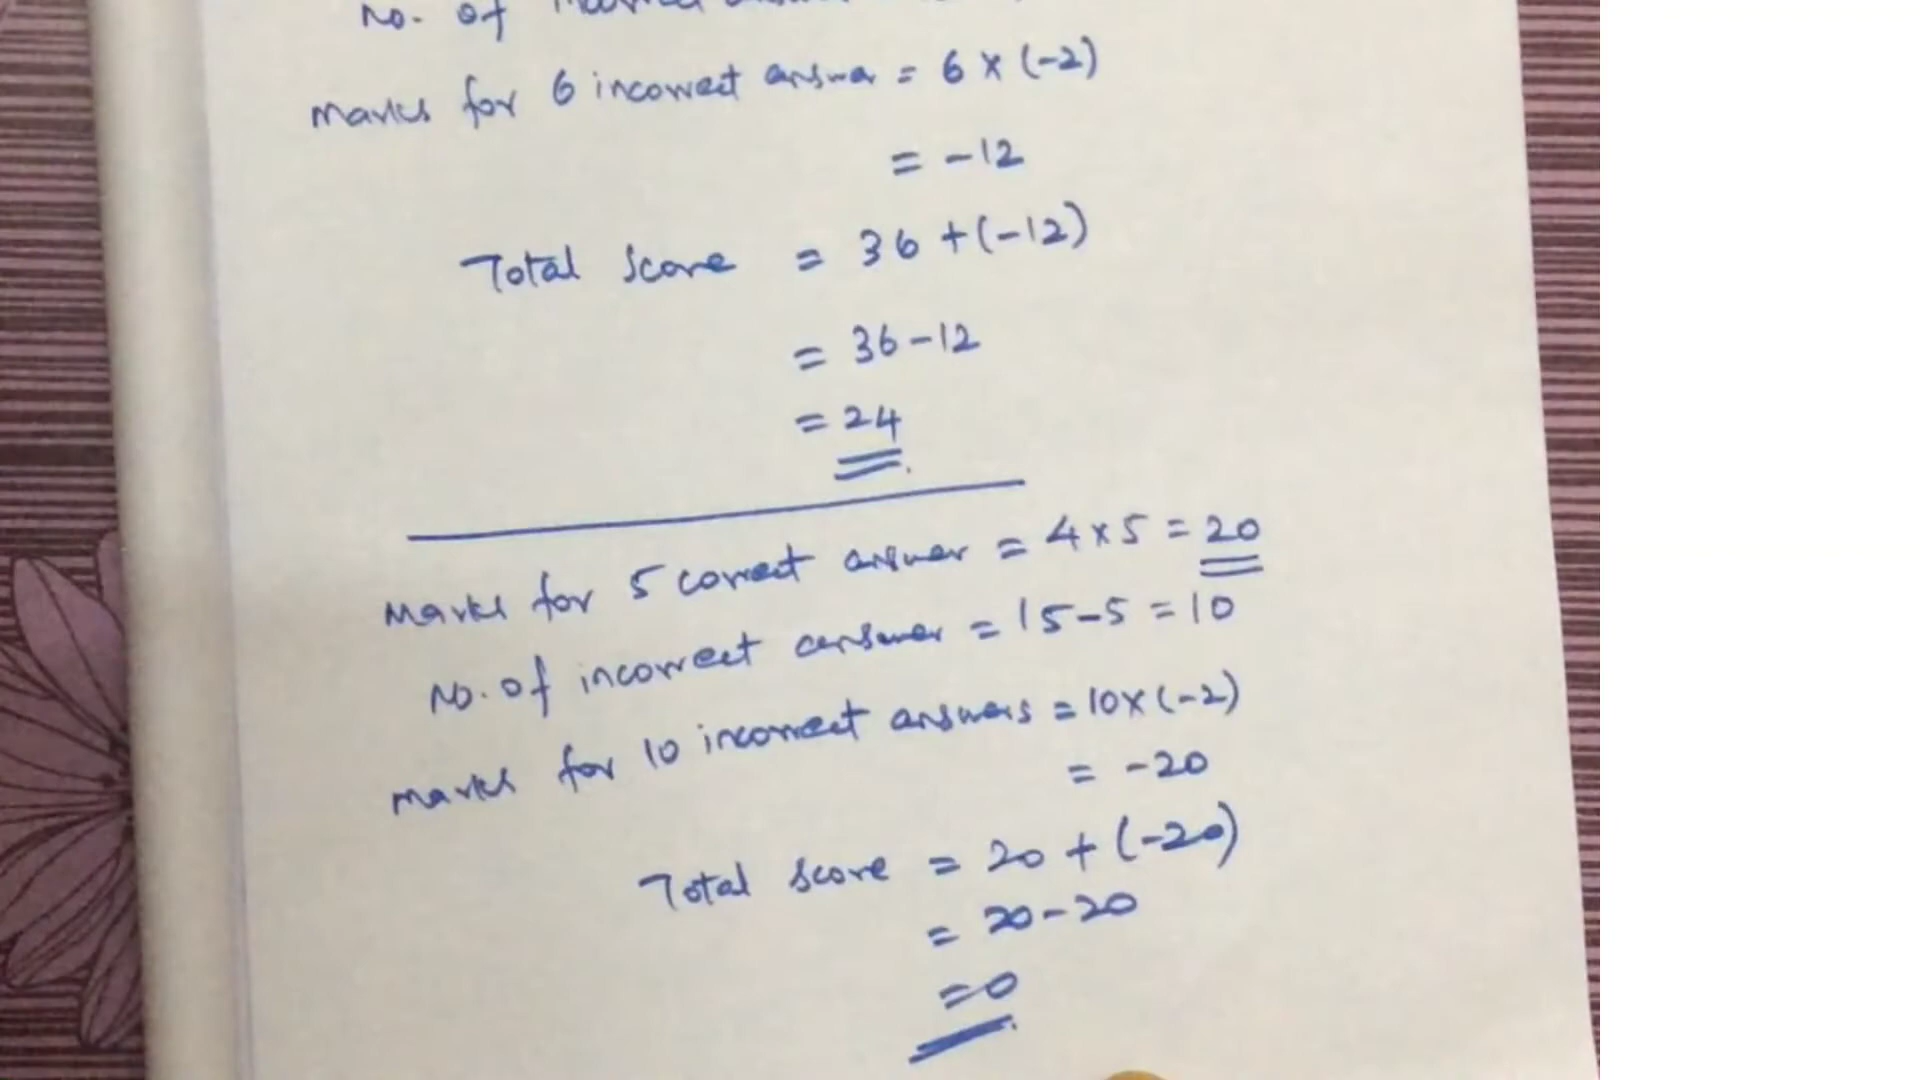 No. of
Marks for 6 incorrect answer = 6 × (-2)
= -12
Total Score = 36 + (-12)
= 36 - 12
= 24
Marks for 5 correct answer = 4 × 5 = 20
No. of incorrect answer = 15 - 5 = 10
Marks for 10 incorrect answers = 10 × (-2)
= -20
Total score = 20 + (-20)
= 20 - 20
= 0